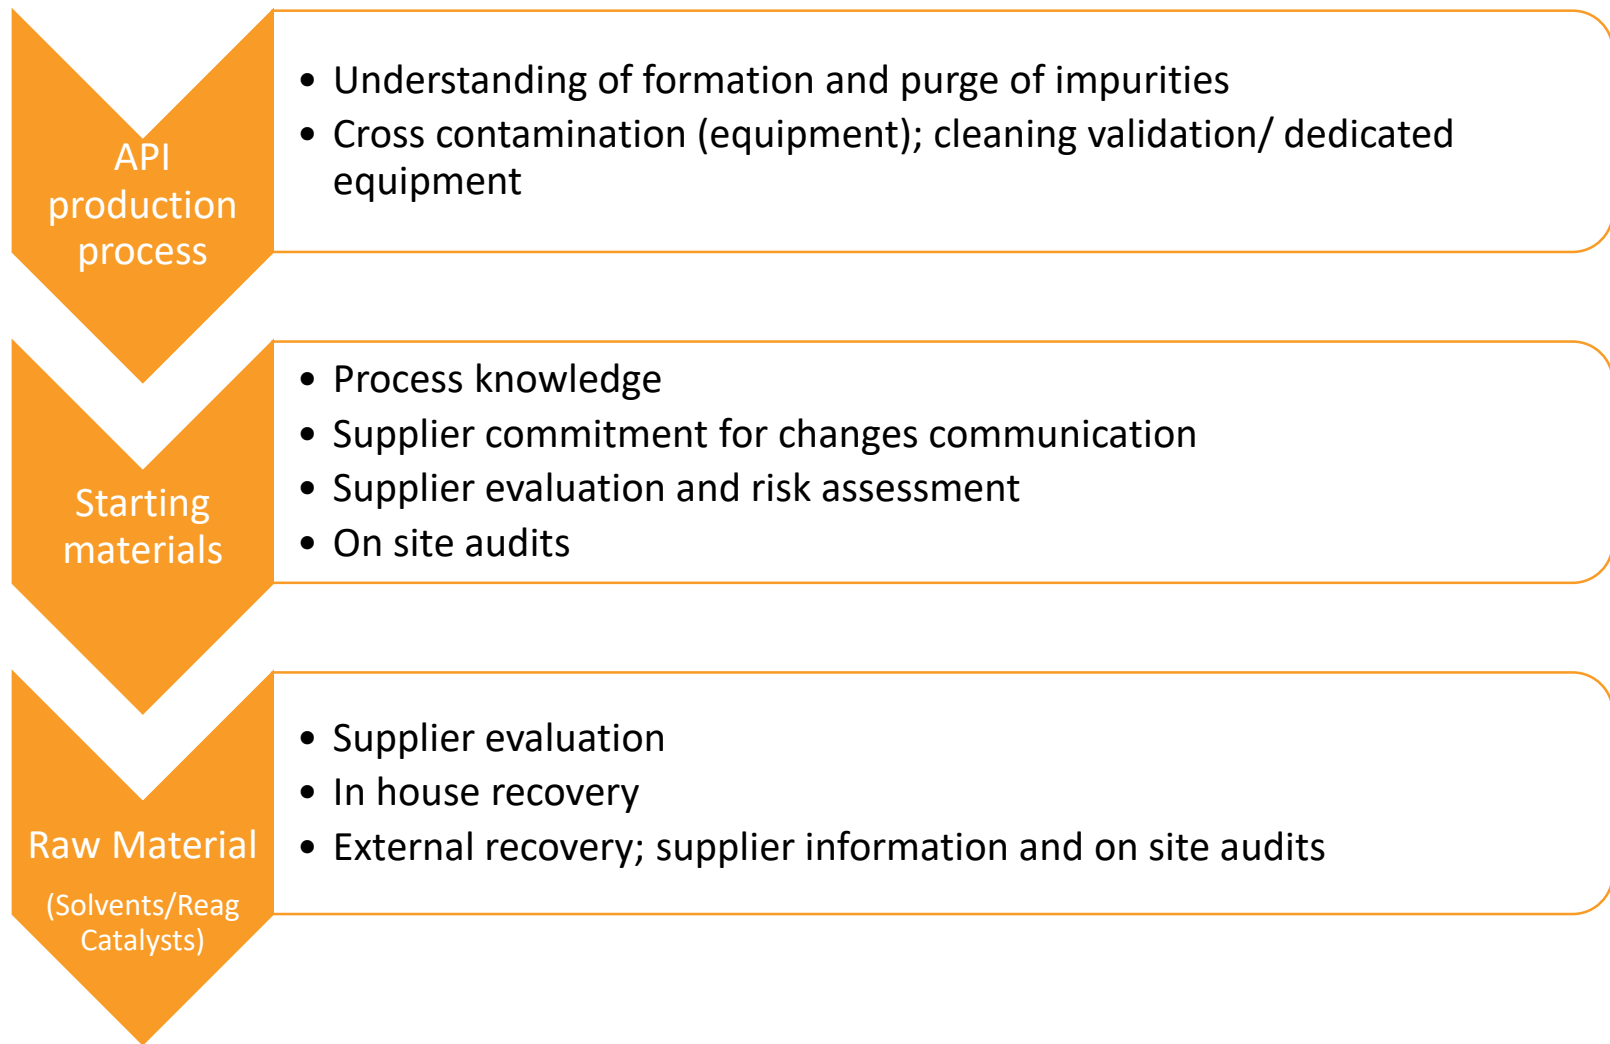 API
production
process
• Understanding of formation and purge of impurities
• Cross contamination (equipment); cleaning validation/ dedicated
equipment
Starting
materials
• Process knowledge
• Supplier commitment for changes communication
• Supplier evaluation and risk assessment
• On site audits
Raw Material
(Solvents/Reag
Catalysts)
• Supplier evaluation
• In house recovery
• External recovery; supplier information and on site audits